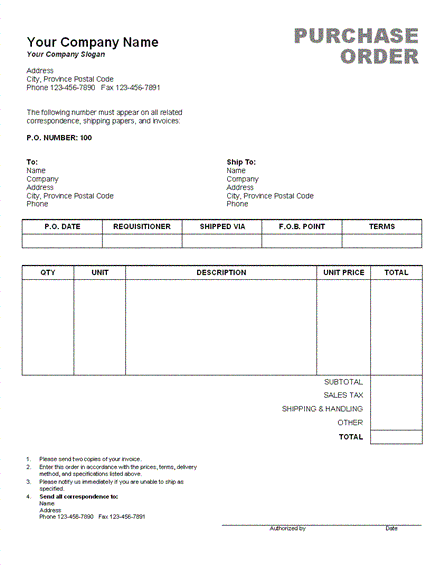 Your Company Name
Your Company Slogan
PURCHASE
ORDER
Address
City, Province Postal Code
Phone 123-456-7890 Fax 123-456-7891
The following number must appear on all related
correspondence, shipping papers, and invoices:
P.O. NUMBER: 100
To:
Name
Company
Address
City, Province Postal Code
Phone
Ship To:
Name
Company
Address
City, Province Postal Code
Phone
P.O. DATE REQUISITIONER SHIPPED VIA F.O.B. POINT TERMS
QTY UNIT DESCRIPTION UNIT PRICE TOTAL
SUBTOTAL
SALES TAX
SHIPPING & HANDLING
OTHER
TOTAL
1. Please send two copies of your invoice.
2. Enter this order in accordance with the prices, terms, delivery
method, and specifications listed above.
3. Please notify us immediately if you are unable to ship as
specified.
4. Send all correspondence to:
Name
Address
Phone 123-456-7890 Fax 123-456-7891
Authorized by Date